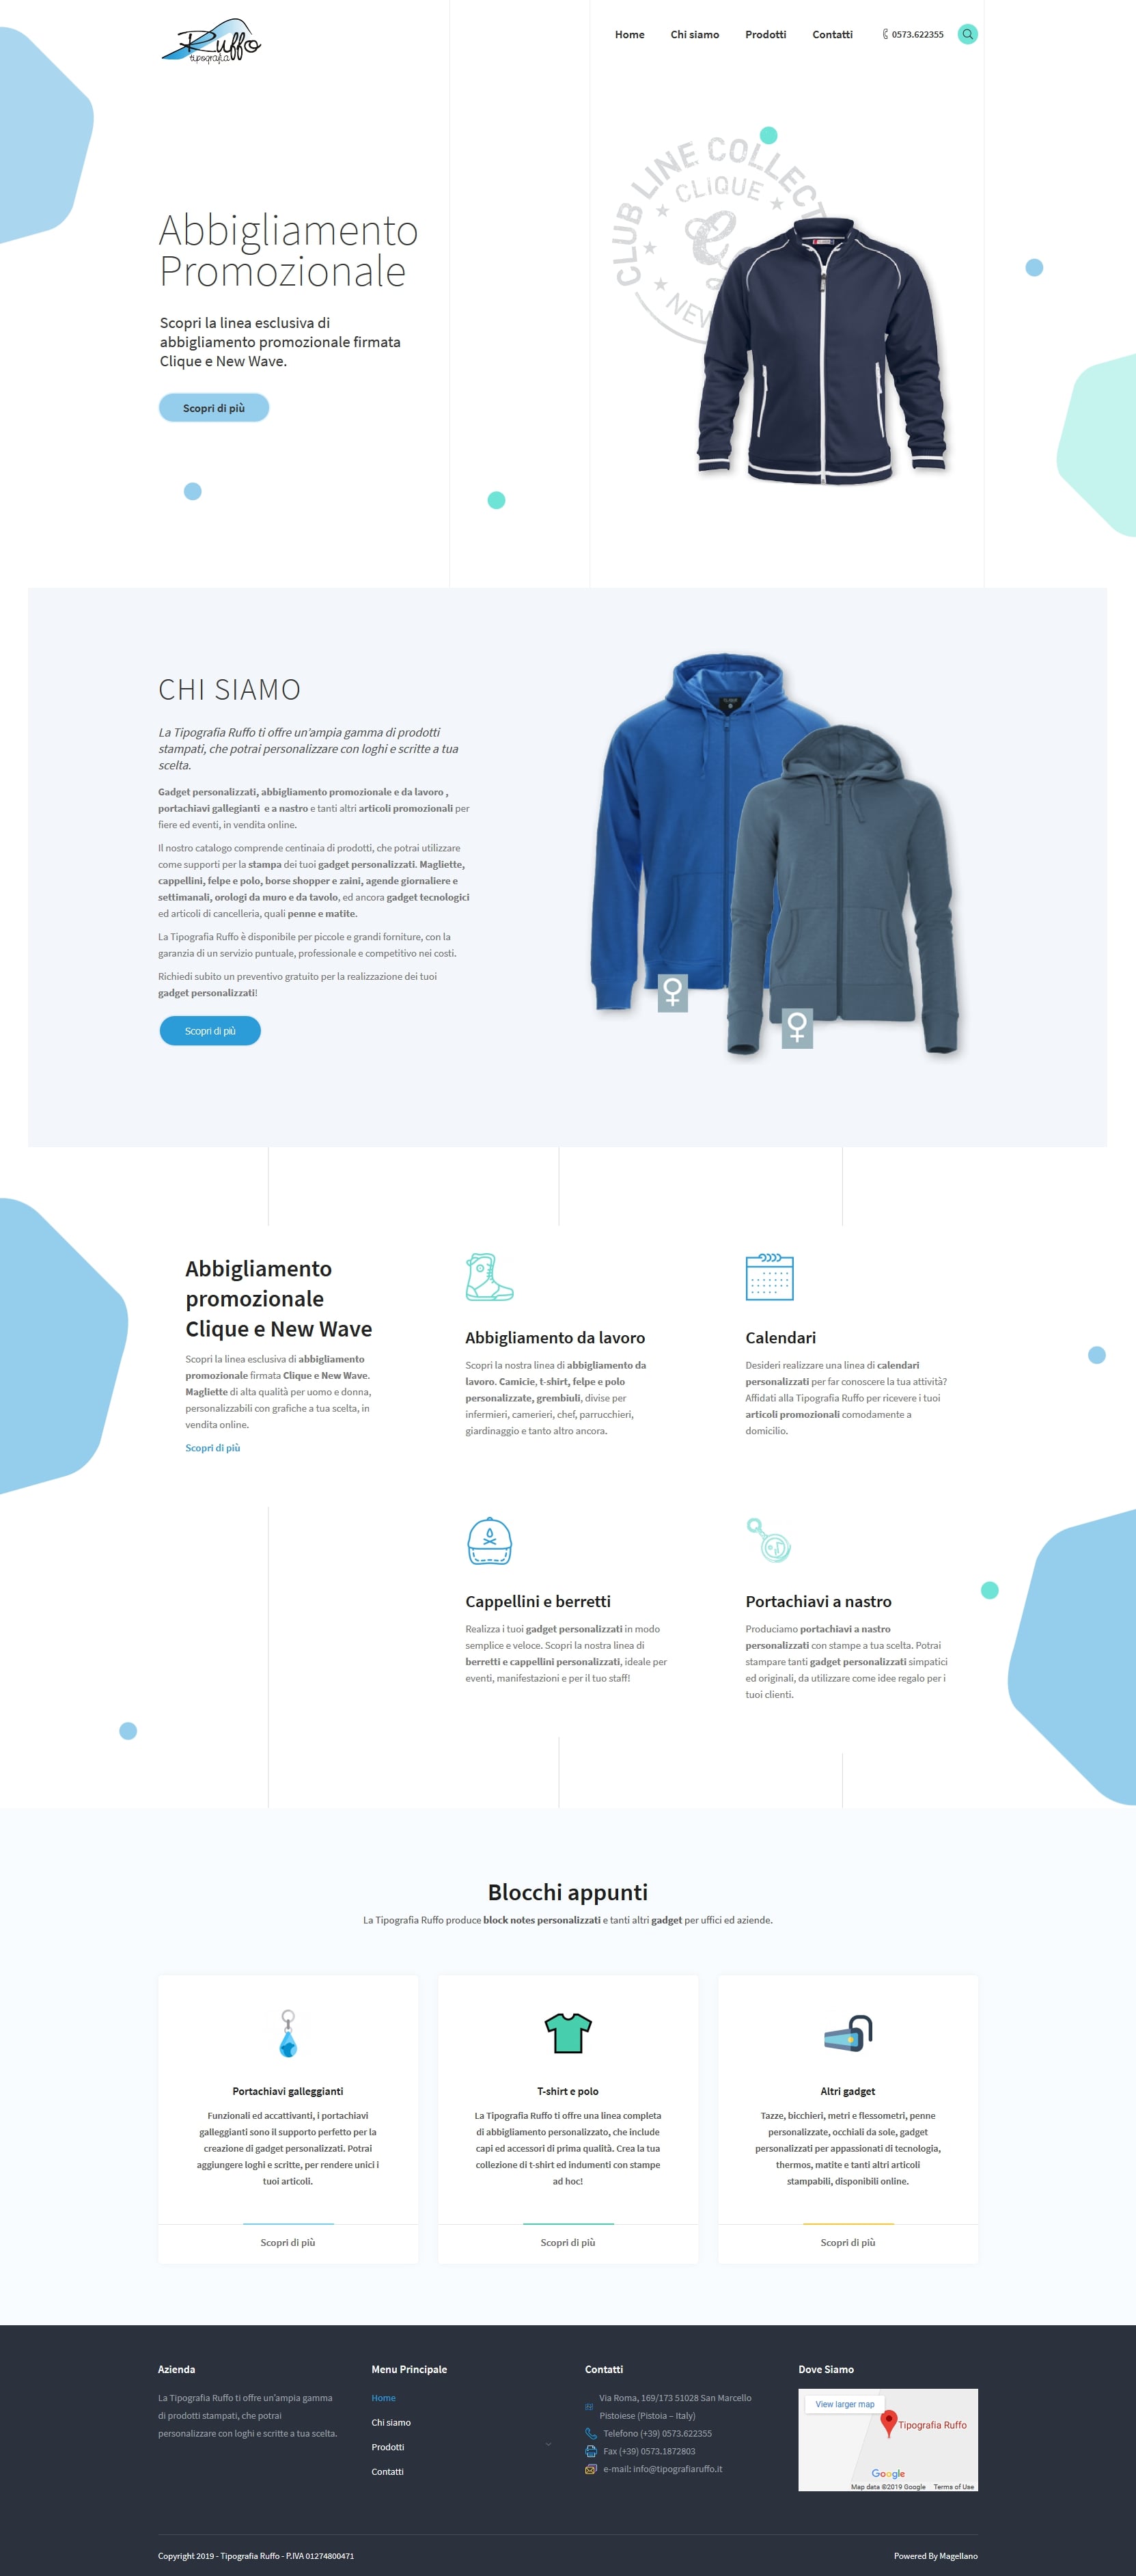 Ruffo
tipografia
Home
Chi siamo
Prodotti
Contatti
0573.622355
CLUB LINE COLLECT
CLIQUE
NEW
Abbigliamento
Promozionale
Scopri la linea esclusiva di
abbigliamento promozionale firmata
Clique e New Wave.
Scopri di più
CHI SIAMO
La Tipografia Ruffo ti offre un'ampia gamma di prodotti
stampati, che potrai personalizzare con loghi e scritte a tua
scelta.
Gadget personalizzati, abbigliamento promozionale e da lavoro ,
portachiavi gallegianti e a nastro e tanti altri articoli promozionali per
fiere ed eventi, in vendita online.
Il nostro catalogo comprende centinaia di prodotti, che potrai utilizzare
come supporti per la stampa dei tuoi gadget personalizzati. Magliette,
cappellini, felpe e polo, borse shopper e zaini, agende giornaliere e
settimanali, orologi da muro e da tavolo, ed ancora gadget tecnologici
ed articoli di cancelleria, quali penne e matite.
La Tipografia Ruffo è disponibile per piccole e grandi forniture, con la
garanzia di un servizio puntuale, professionale e competitivo nei costi.
Richiedi subito un preventivo gratuito per la realizzazione dei tuoi
gadget personalizzati!
Scopri di più
Abbigliamento
promozionale
Clique e New Wave
Scopri la linea esclusiva di abbigliamento
promozionale firmata Clique e New Wave.
Magliette di alta qualità per uomo e donna,
personalizzabili con grafiche a tua scelta, in
vendita online.
Scopri di più
Abbigliamento da lavoro
Scopri la nostra linea di abbigliamento da
lavoro. Camicie, t-shirt, felpe e polo
personalizzate, grembiuli, divise per
infermieri, camerieri, chef, parrucchieri,
giardinaggio e tanto altro ancora.
Calendari
Desideri realizzare una linea di calendari
personalizzati per far conoscere la tua attività?
Affidati alla Tipografia Ruffo per ricevere i tuoi
articoli promozionali comodamente a
domicilio.
Cappellini e berretti
Realizza i tuoi gadget personalizzati in modo
semplice e veloce. Scopri la nostra linea di
berretti e cappellini personalizzati, ideale per
eventi, manifestazioni e per il tuo staff!
Portachiavi a nastro
Produciamo portachiavi a nastro
personalizzati con stampe a tua scelta. Potrai
stampare tanti gadget personalizzati simpatici
ed originali, da utilizzare come idee regalo per i
tuoi clienti.
Blocchi appunti
La Tipografia Ruffo produce block notes personalizzati e tanti altri gadget per uffici ed aziende.
Portachiavi galleggianti
Funzionali ed accattivanti, i portachiavi
galleggianti sono il supporto perfetto per la
creazione di gadget personalizzati. Potrai
aggiungere loghi e scritte, per rendere unici i
tuoi articoli.
Scopri di più
T-shirt e polo
La Tipografia Ruffo ti offre una linea completa
di abbigliamento personalizzato, che include
capi ed accessori di prima qualità. Crea la tua
collezione di t-shirt ed indumenti con stampe
ad hoc!
Scopri di più
Altri gadget
Tazze, bicchieri, metri e flessometri, penne
personalizzate, occhiali da sole, gadget
personalizzati per appassionati di tecnologia,
thermos, matite e tanti altri articoli
stampabili, disponibili online.
Scopri di più
Azienda
La Tipografia Ruffo ti offre un'ampia gamma
di prodotti stampati, che potrai
personalizzare con loghi e scritte a tua scelta.
Menu Principale
Home
Chi siamo
Prodotti
Contatti
Contatti
Via Roma, 169/173 51028 San Marcello
Pistoiese (Pistoia – Italy)
Telefono (+39) 0573.622355
Fax (+39) 0573.1872803
e-mail: info@tipografiaruffo.it
Dove Siamo
View larger map
Tipografia Ruffo
Google
Map data ©2019 Google Terms of Use
Copyright 2019 - Tipografia Ruffo - P.IVA 01274800471
Powered By Magellano